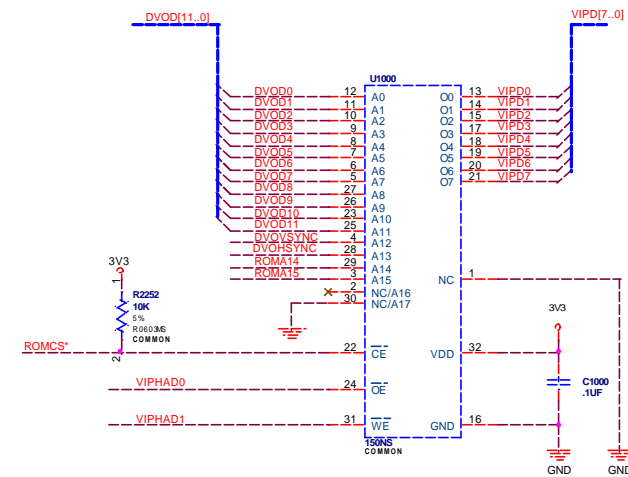 DVOD[11..0]
VIPD[7..0]
U1000
DVOD0 12 A0 O0 13 VIPD0
DVOD1 11 A1 O1 14 VIPD1
DVOD2 10 A2 O2 15 VIPD2
DVOD3 9 A3 O3 17 VIPD3
DVOD4 8 A4 O4 18 VIPD4
DVOD5 7 A5 O5 19 VIPD5
DVOD6 6 A6 O6 20 VIPD6
DVOD7 5 A7 O7 21 VIPD7
DVOD8 27 A8
DVOD9 26 A9
DVOD10 23 A10
DVOD11 25 A11
DVOVSYNC 4 A12
DVOHSYNC 28 A13
ROMA14 29 A14
ROMA15 3 A15 NC 1
2 NC/A16
30 NC/A17
3V3
1
R2252
10K
5%
R0603MS
COMMON
2
3V3
ROMCS* 22 CE VDD 32
C1000
.1UF
VIPHAD0 24 OE
VIPHAD1 31 WE GND 16
150NS
COMMON
GND
GND